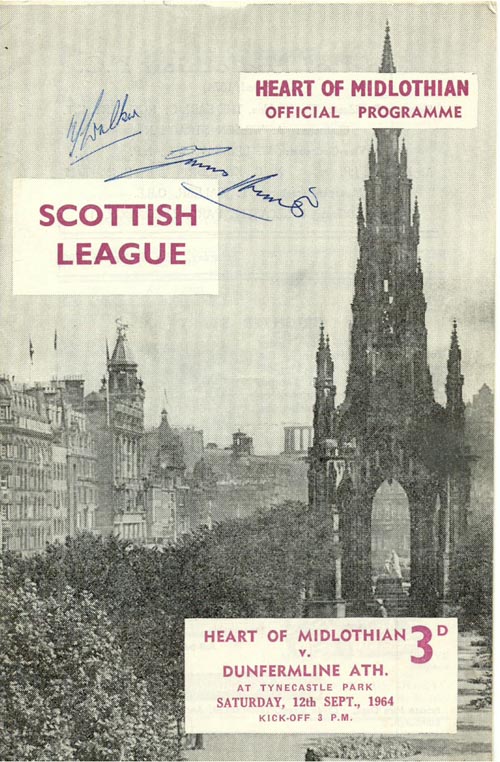 HEART OF MIDLOTHIAN
OFFICIAL PROGRAMME
Walker
SCOTTISH
LEAGUE
HEART OF MIDLOTHIAN 3D
v.
DUNFERMLINE ATH.
AT TYNECASTLE PARK
SATURDAY, 12th SEPT., 1964
KICK-OFF 3 P.M.